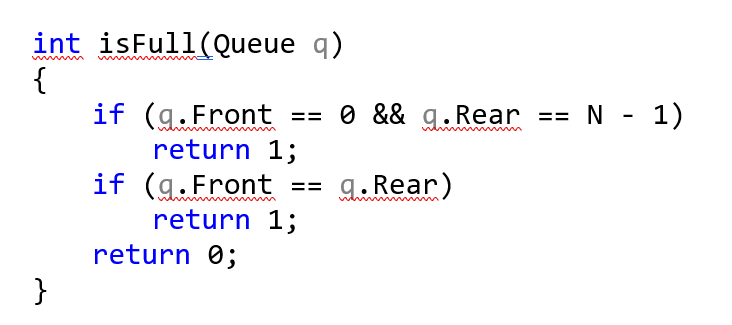 int isFull(Queue q)
{
    if (q.Front == 0 && q.Rear == N - 1)
        return 1;
    if (q.Front == q.Rear)
        return 1;
    return 0;
}